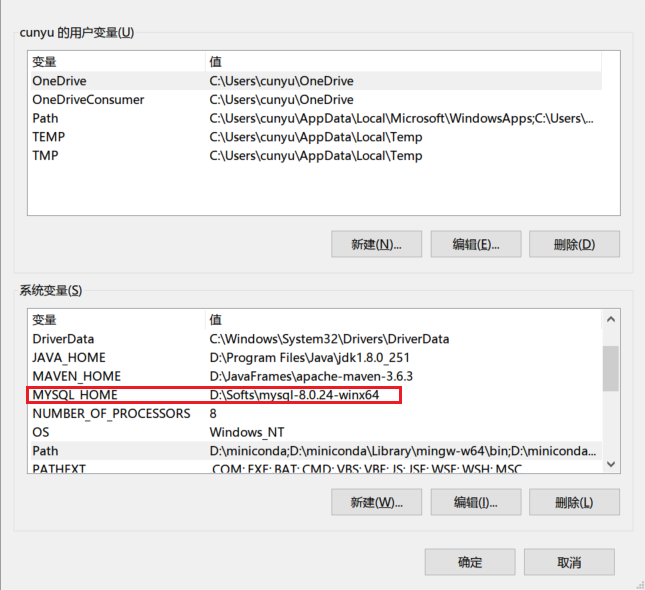 cunyu 的用户变量(U)
变量 值
OneDrive C:\Users\cunyu\OneDrive
OneDriveConsumer C:\Users\cunyu\OneDrive
Path C:\Users\cunyu\AppData\Local\Microsoft\WindowsApps;C:\Users\...
TEMP C:\Users\cunyu\AppData\Local\Temp
TMP C:\Users\cunyu\AppData\Local\Temp
新建(N)... 编辑(E)... 删除(D)
系统变量(S)
变量 值
DriverData C:\Windows\System32\Drivers\DriverData
JAVA_HOME D:\Program Files\Java\jdk1.8.0_251
MAVEN_HOME D:\JavaFrames\apache-maven-3.6.3
MYSQL_HOME D:\Softs\mysql-8.0.24-winx64
NUMBER_OF_PROCESSORS 8
OS Windows_NT
Path D:\miniconda;D:\miniconda\Library\mingw-w64\bin;D:\miniconda...
PATHEXT .COM;.EXE;.BAT;.CMD;.VBS;.VBE;.JS;.JSE;.WSF;.WSH;.MSC
新建(W)... 编辑(I)... 删除(L)
确定 取消